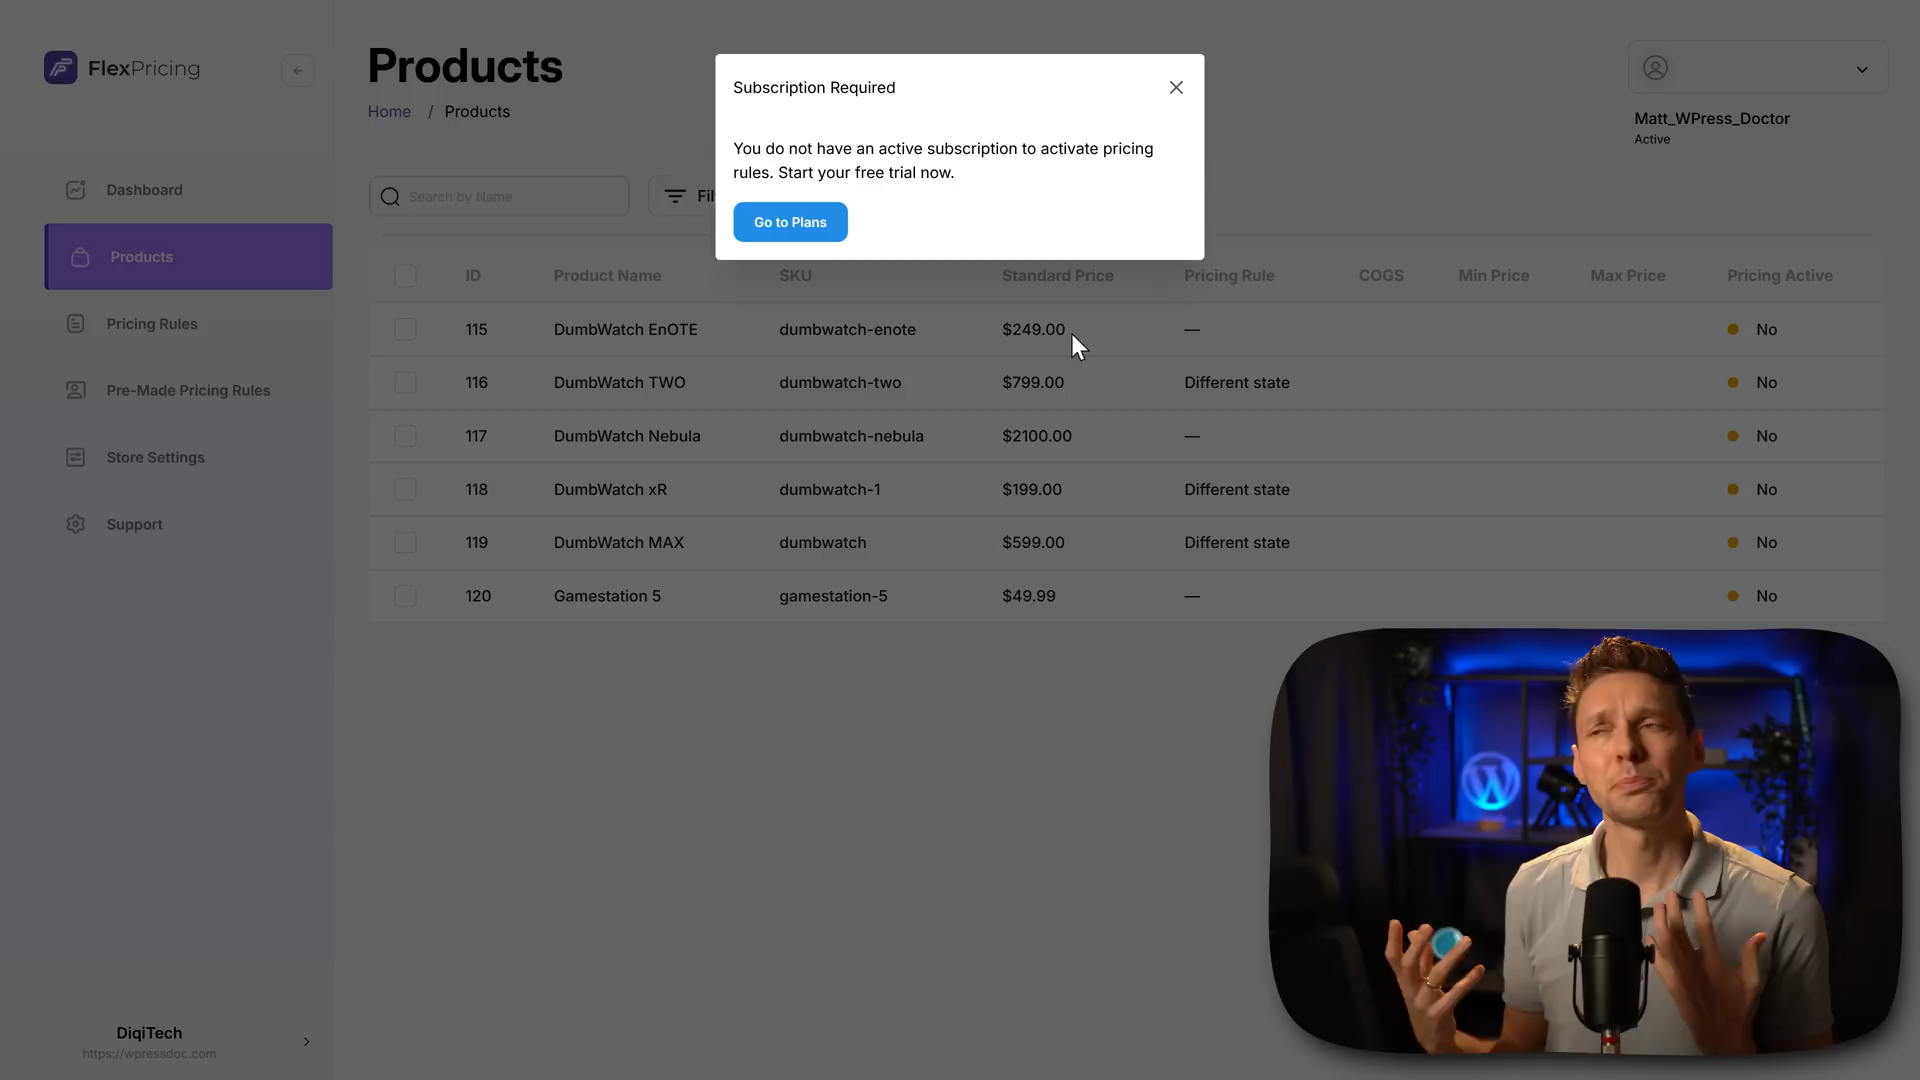 FlexPricing
Products
Home / Products
Matt_WPress_Doctor
Active
Subscription Required
You do not have an active subscription to activate pricing
rules. Start your free trial now.
Go to Plans
Dashboard
Products
Pricing Rules
Pre-Made Pricing Rules
Store Settings
Support
DiqiTech
https://wpressdoc.com
Search by Name
ID Product Name SKU Standard Price Pricing Rule COGS Min Price Max Price Pricing Active
115 DumbWatch EnOTE dumbwatch-enote $249.00 — No
116 DumbWatch TWO dumbwatch-two $799.00 Different state No
117 DumbWatch Nebula dumbwatch-nebula $2100.00 — No
118 DumbWatch xR dumbwatch-1 $199.00 Different state No
119 DumbWatch MAX dumbwatch $599.00 Different state No
120 Gamestation 5 gamestation-5 $49.99 — No